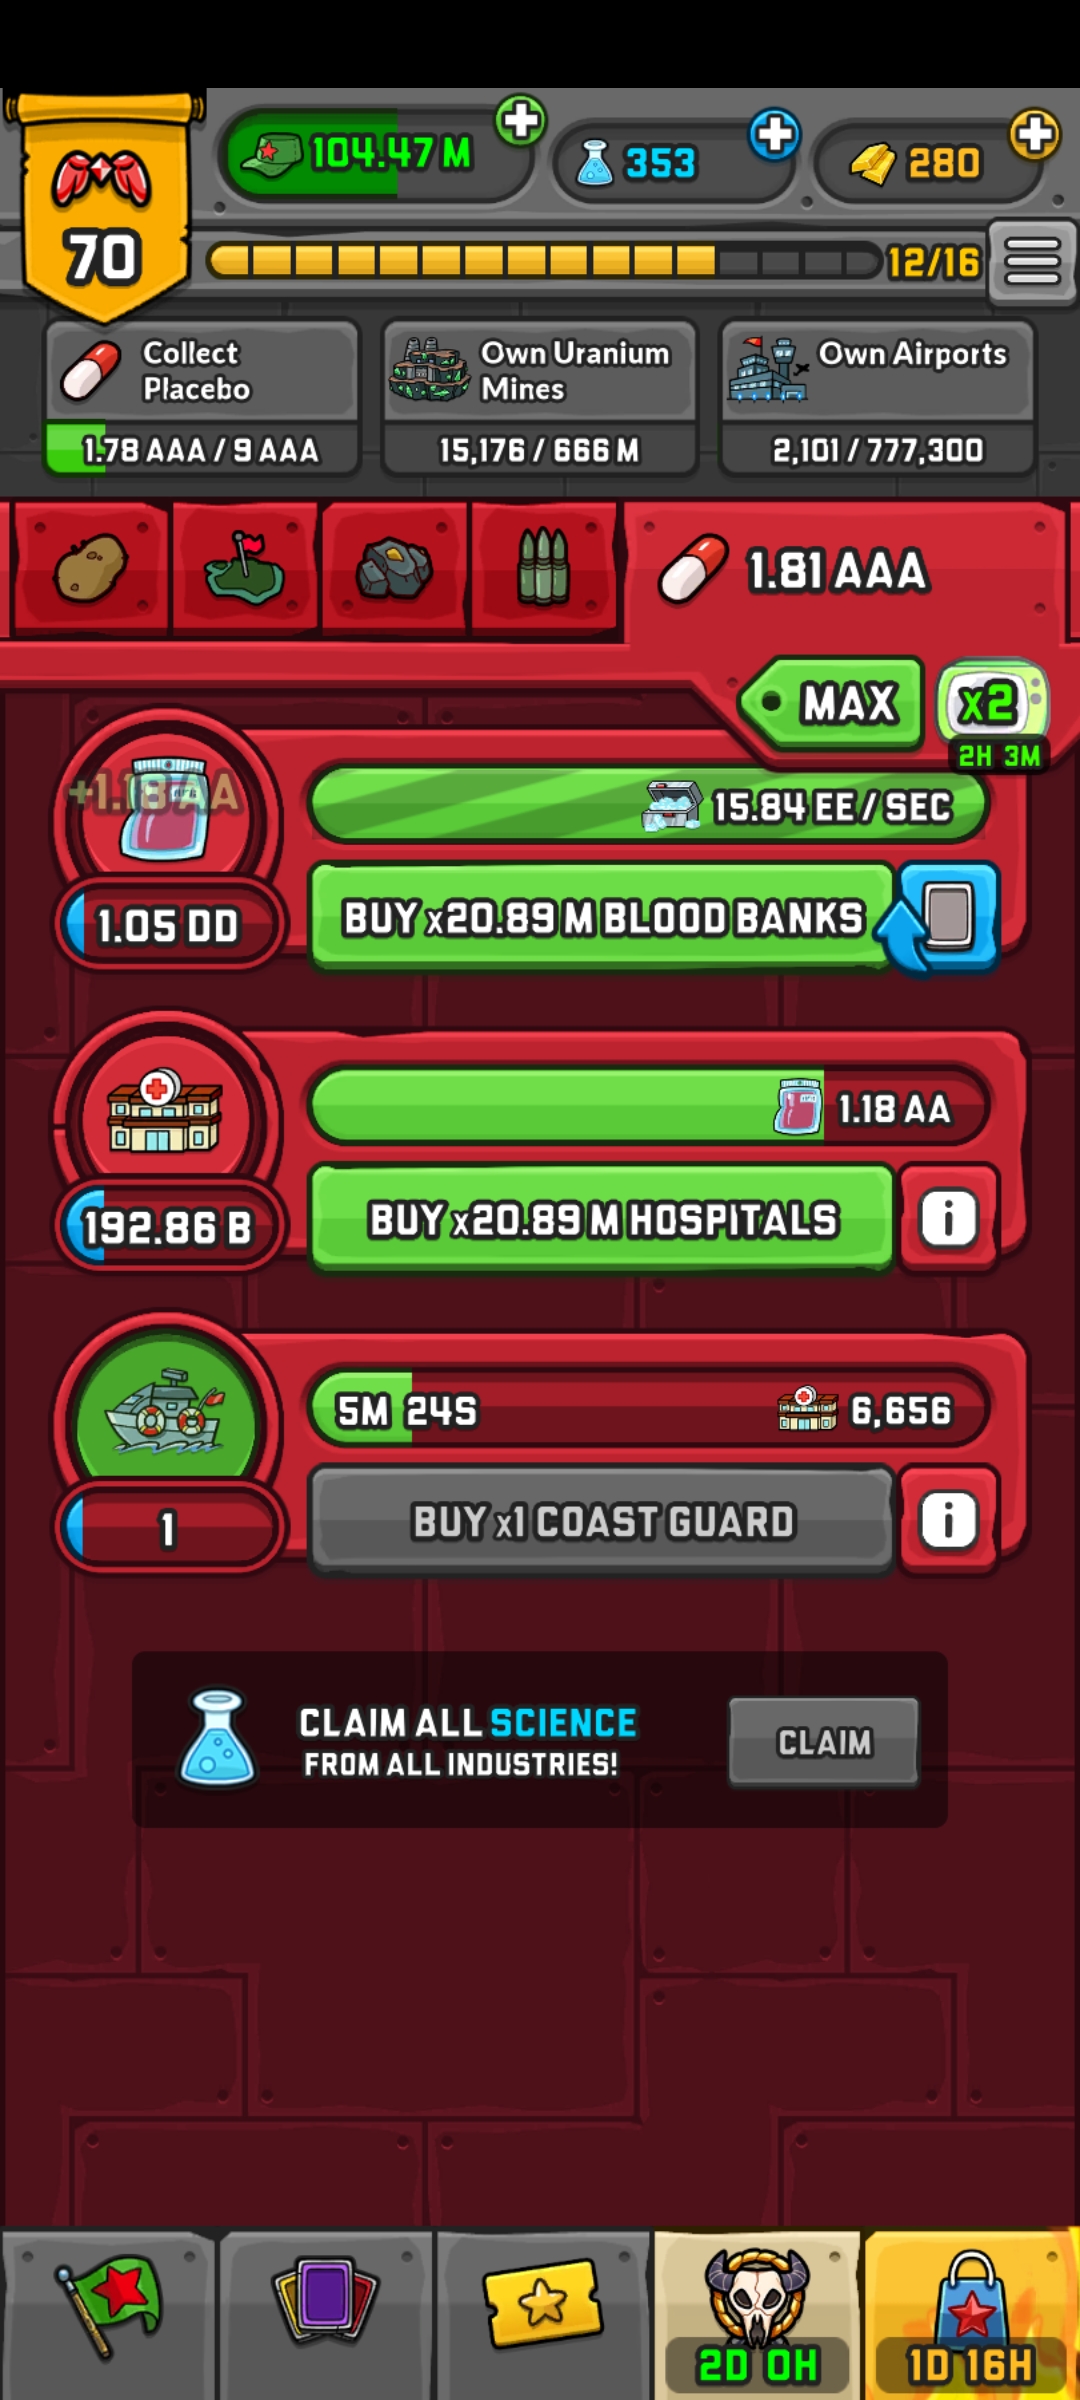 70
104.47 M
353
280
12/16
Collect
Placebo
1.78 AAA / 9 AAA
Own Uranium
Mines
15,176 / 666 M
Own Airports
2,101 / 777,300
1.81 AAA
MAX
x2
2H 3M
+1.18 AA
15.84 EE / SEC
1.05 DD
BUY x20.89 M BLOOD BANKS
1.18 AA
192.86 B
BUY x20.89 M HOSPITALS
i
5M 24S
6,656
1
BUY x1 COAST GUARD
i
CLAIM ALL SCIENCE
FROM ALL INDUSTRIES!
CLAIM
2D 0H
1D 16H